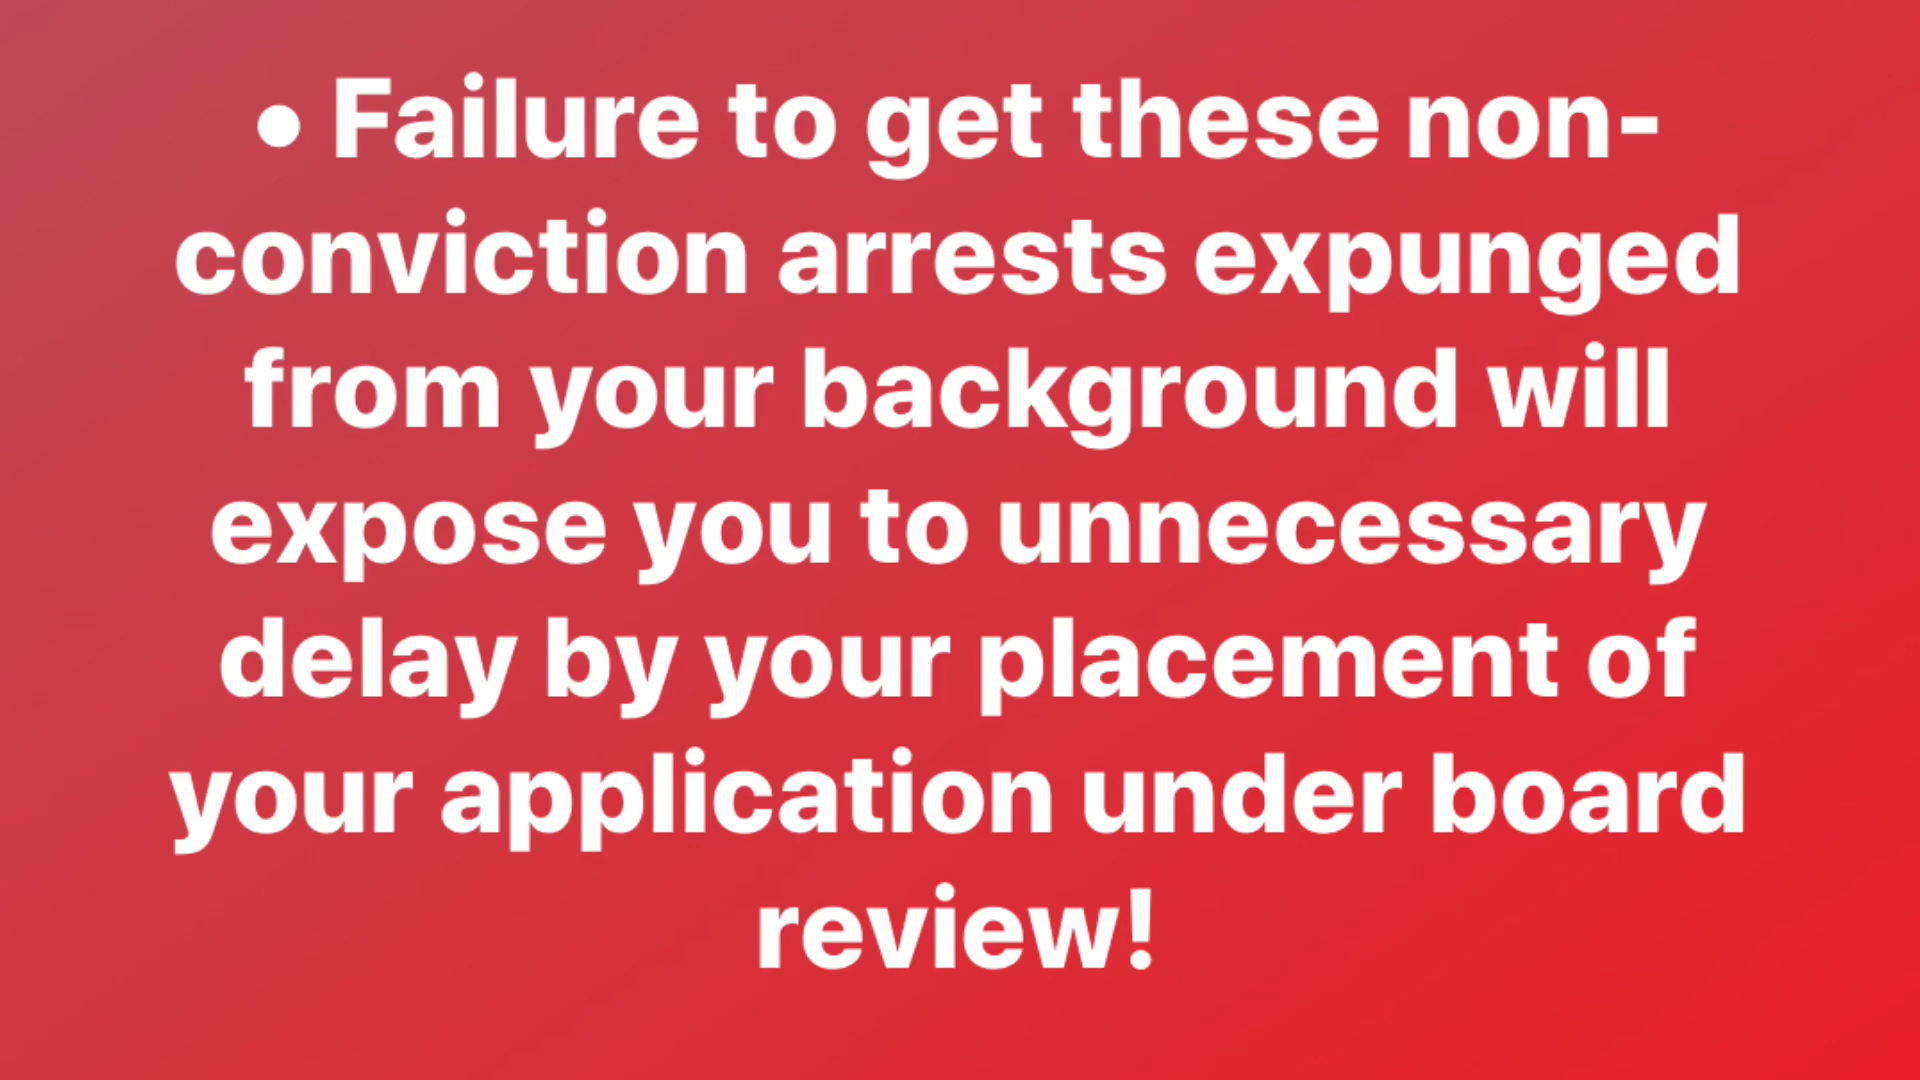 • Failure to get these non-
conviction arrests expunged
from your background will
expose you to unnecessary
delay by your placement of
your application under board
review!